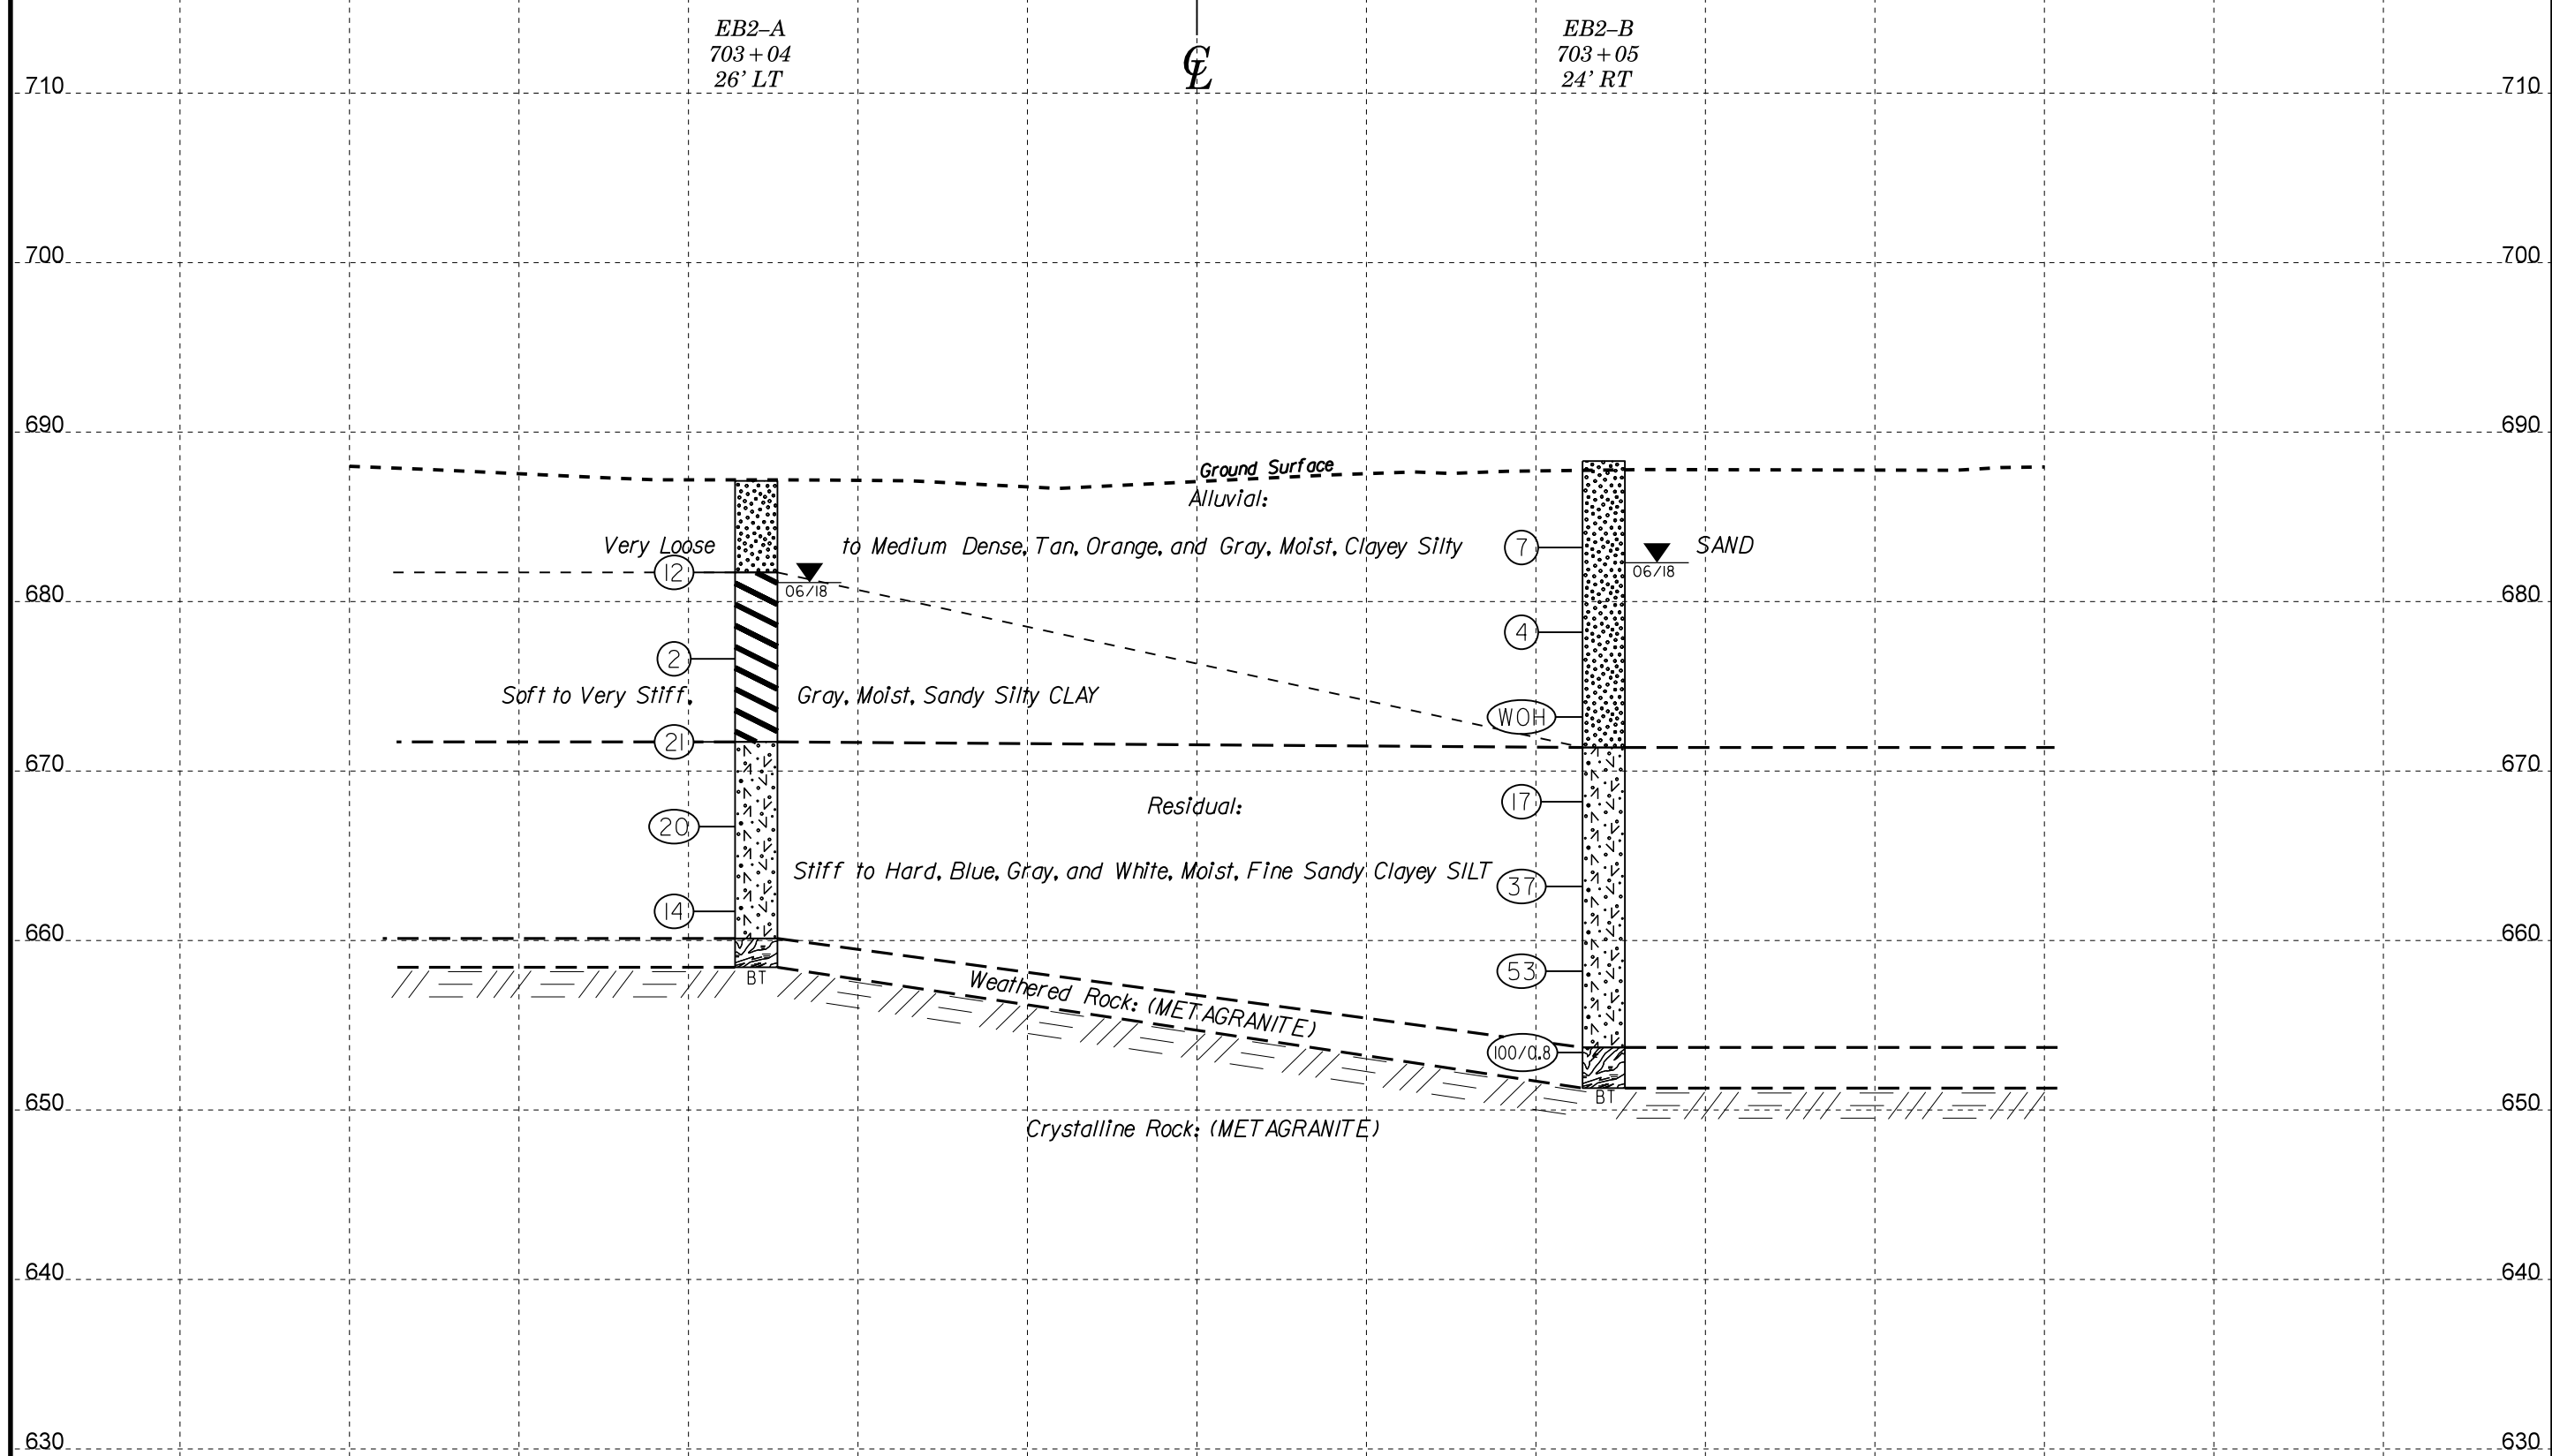 EB2–A
703+04
26' LT
C L
EB2–B
703+05
24' RT
710 710
700 700
690 690
Ground Surface
Alluvial:
Very Loose to Medium Dense, Tan, Orange, and Gray, Moist, Clayey Silty SAND
7
12
06/18
06/18
680 680
4
2
Soft to Very Stiff, Gray, Moist, Sandy Silty CLAY
WOH
21
670 670
Residual:
17
20
Stiff to Hard, Blue, Gray, and White, Moist, Fine Sandy Clayey SILT
37
14
660 660
53
BT
Weathered Rock: (METAGRANITE)
100/0.8
BT
650 650
Crystalline Rock: (METAGRANITE)
640 640
630 630